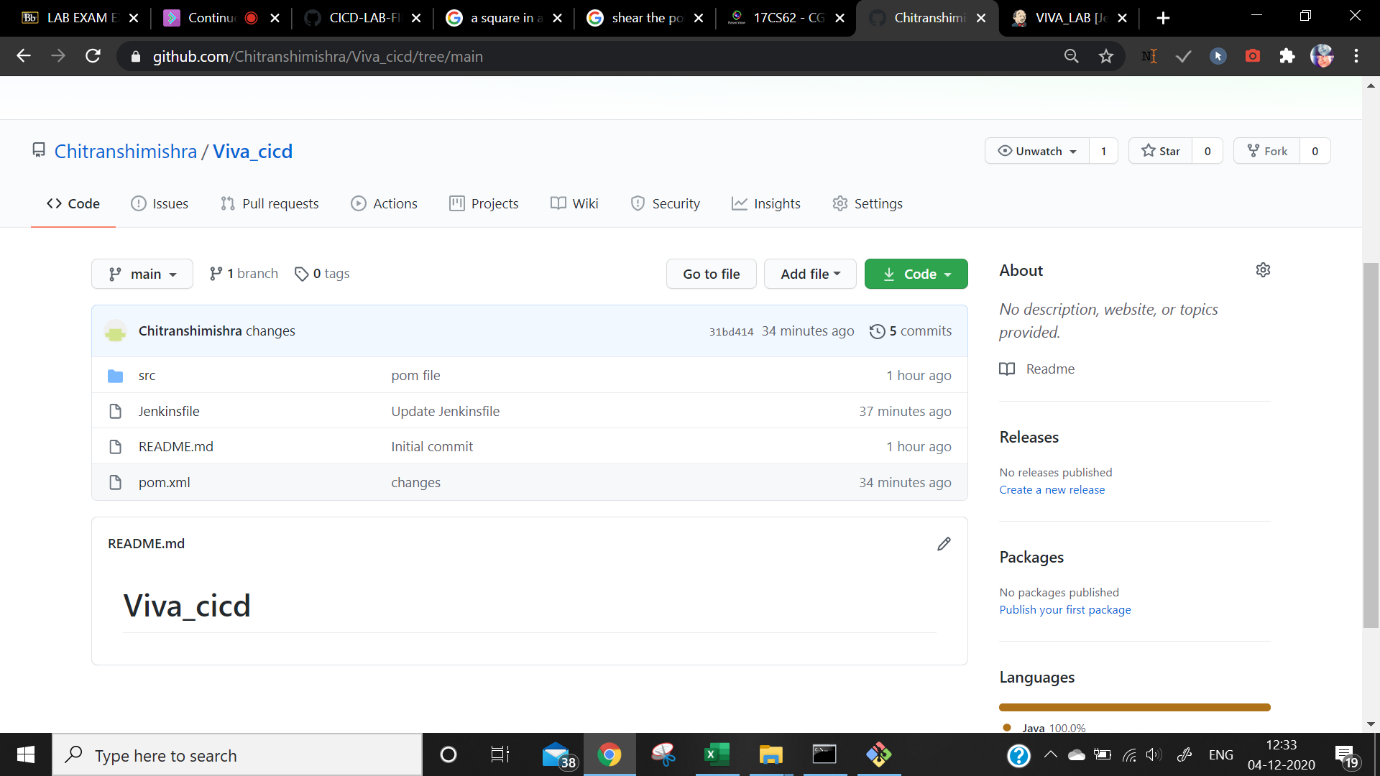 LAB EXAM E
Continu
CICD-LAB-FI
a square in a
shear the po
17CS62 - CG
Chitranshimi
VIVA_LAB [Je
github.com/Chitranshimishra/Viva_cicd/tree/main
Chitranshimishra / Viva_cicd
Unwatch 1
Star 0
Fork 0
Code
Issues
Pull requests
Actions
Projects
Wiki
Security
Insights
Settings
main
1 branch
0 tags
Go to file
Add file
Code
Chitranshimishra changes 31bd414 34 minutes ago 5 commits
src pom file 1 hour ago
Jenkinsfile Update Jenkinsfile 37 minutes ago
README.md Initial commit 1 hour ago
pom.xml changes 34 minutes ago
README.md
Viva_cicd
About
No description, website, or topics
provided.
Readme
Releases
No releases published
Create a new release
Packages
No packages published
Publish your first package
Languages
Java 100.0%
Type here to search
38
ENG
12:33
04-12-2020
19